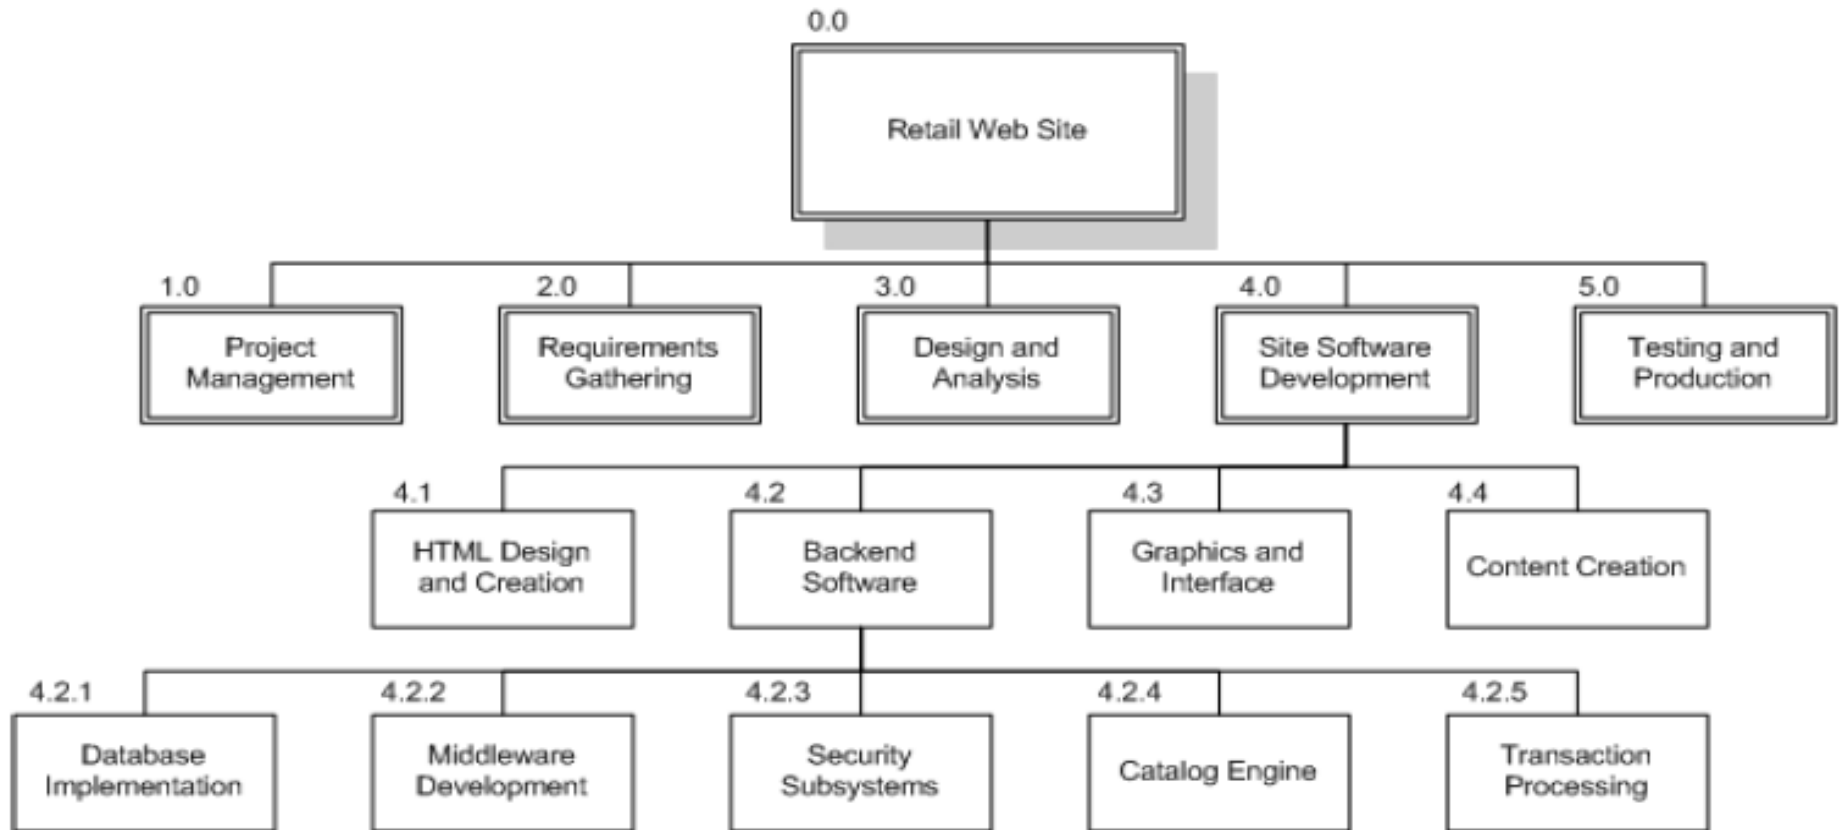 0.0
Retail Web Site
1.0
Project
Management
2.0
Requirements
Gathering
3.0
Design and
Analysis
4.0
Site Software
Development
5.0
Testing and
Production
4.1
HTML Design
and Creation
4.2
Backend
Software
4.3
Graphics and
Interface
4.4
Content Creation
4.2.1
Database
Implementation
4.2.2
Middleware
Development
4.2.3
Security
Subsystems
4.2.4
Catalog Engine
4.2.5
Transaction
Processing